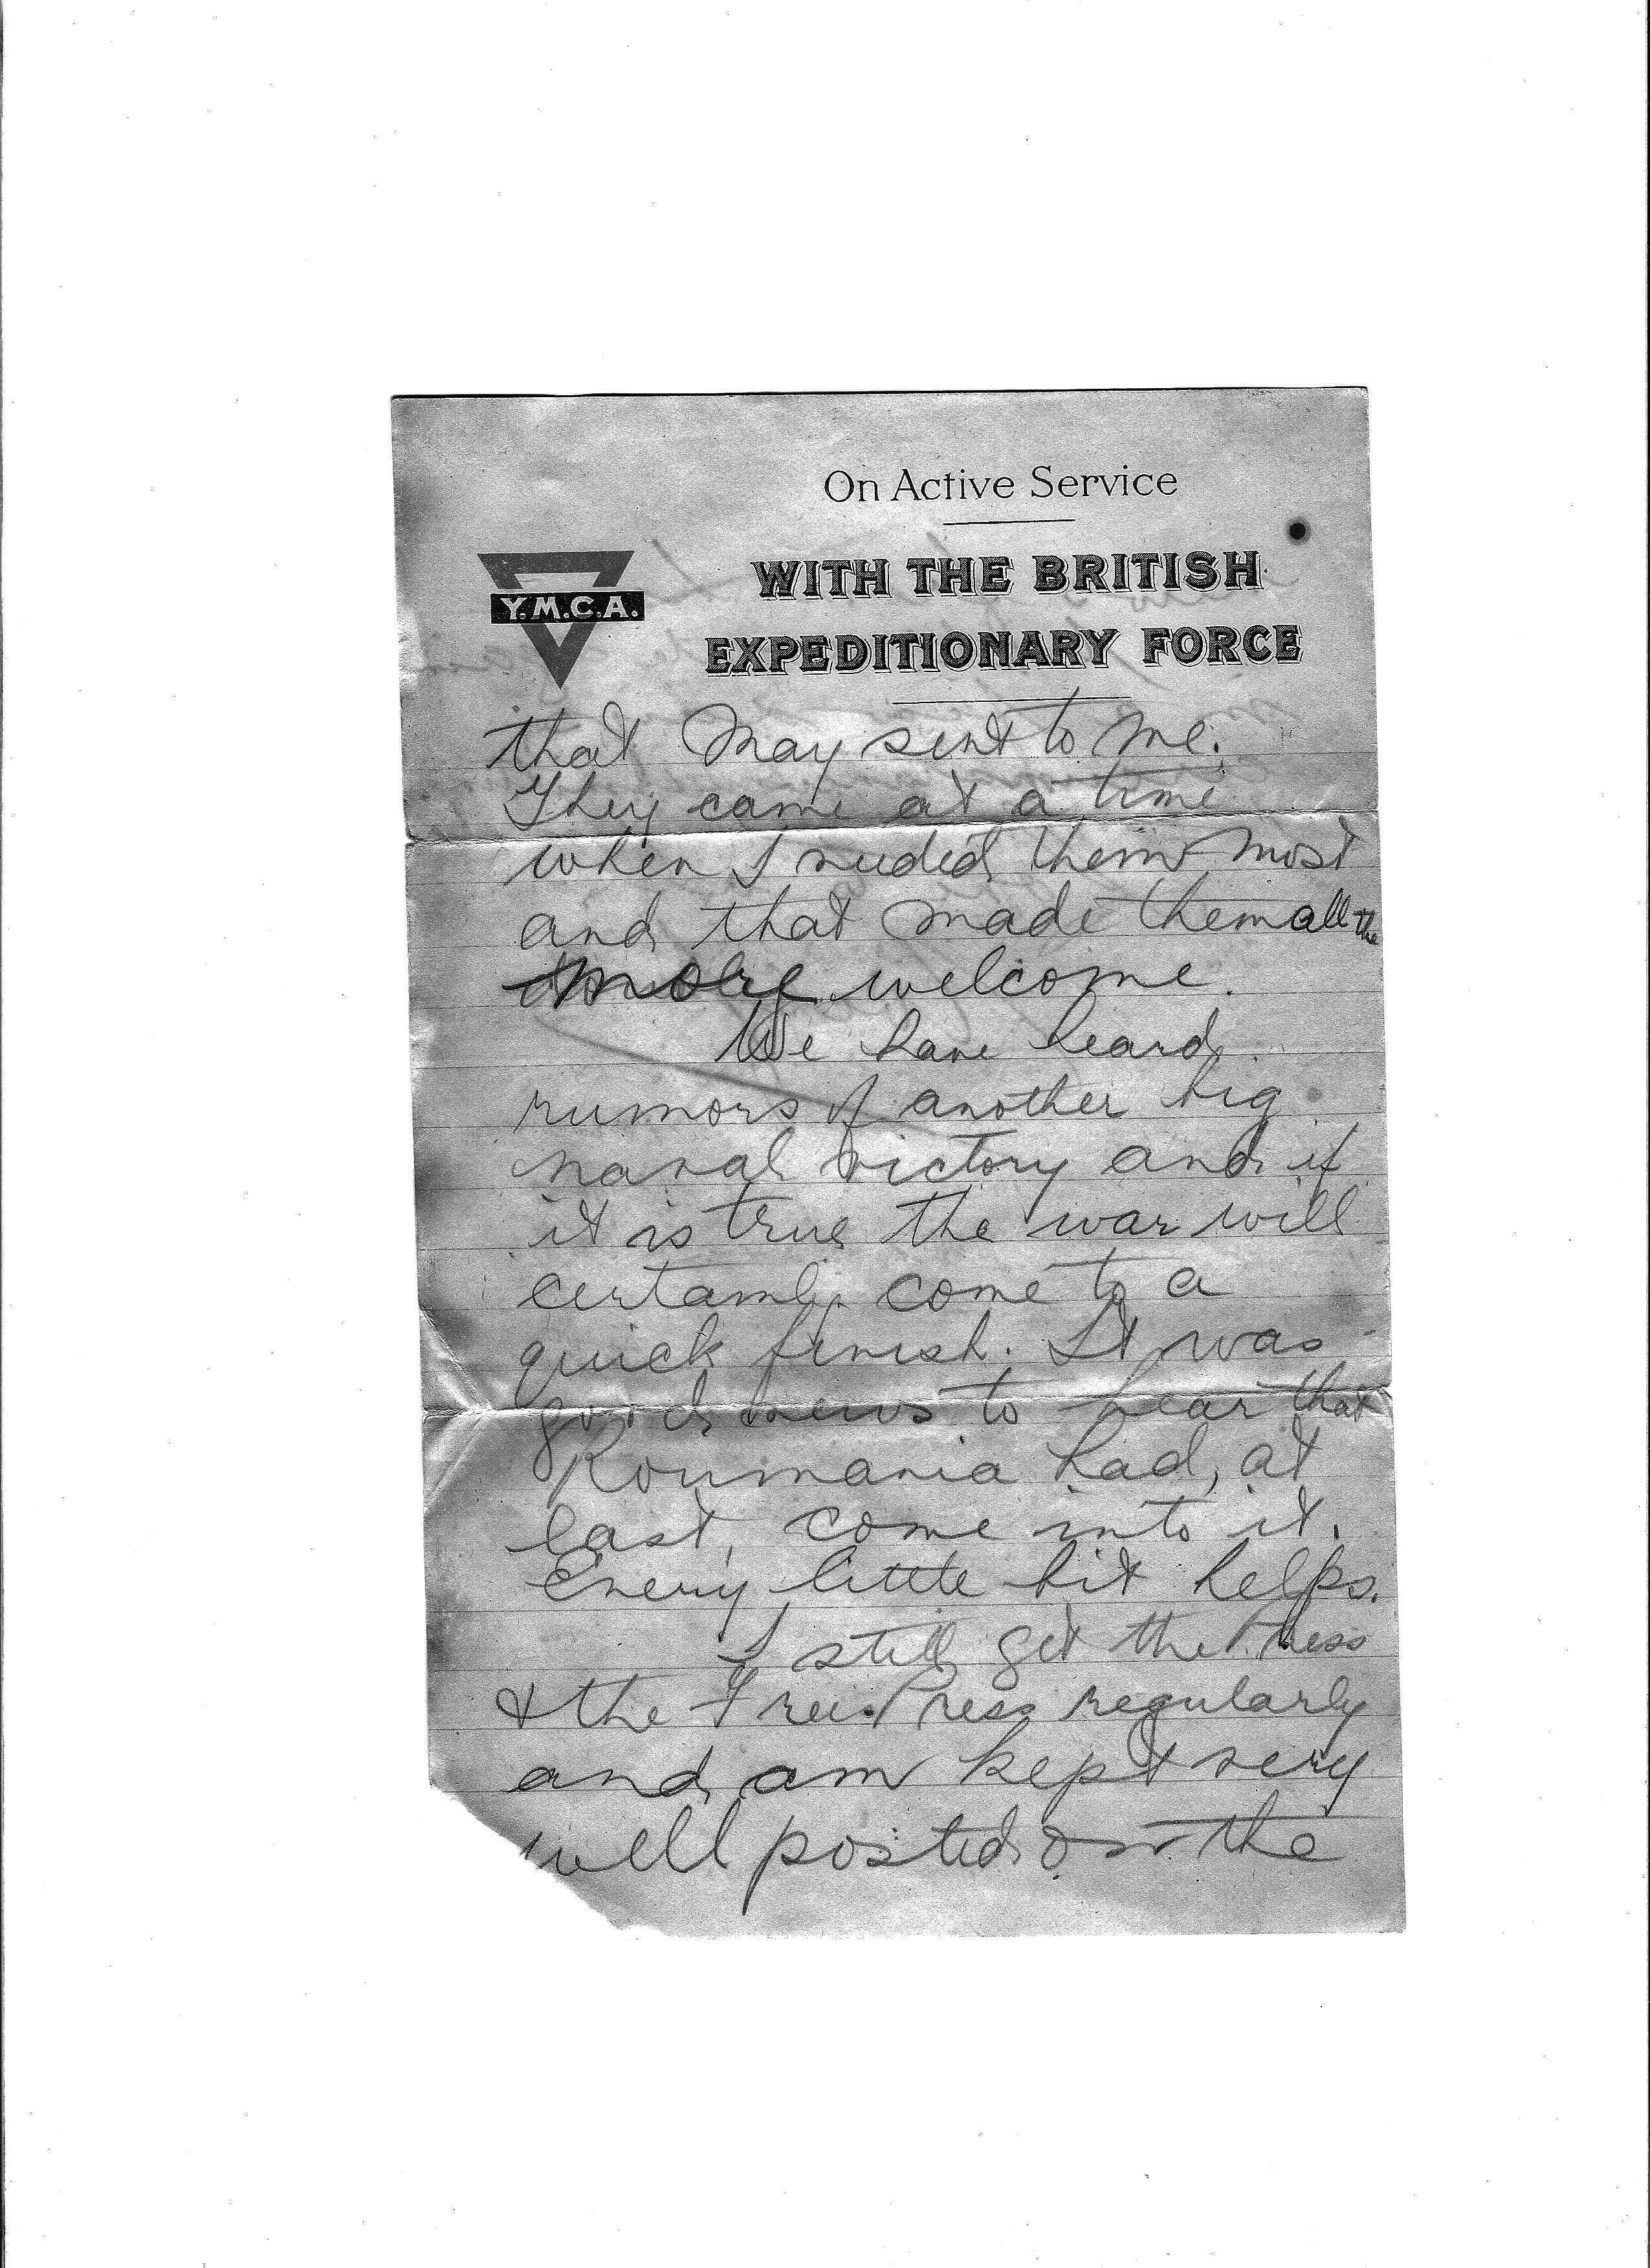 On Active Service
Y.M.C.A.
WITH THE BRITISH
EXPEDITIONARY FORCE
that May sent to me.
They came at a time
when I needed them most
and that made them all the
more welcome.
We have heard
rumors of another big
naval victory and if
it is true the war will
certainly come to a
quick finish. It was
good news to hear that
Roumania had, at
last, come into it.
Every little bit helps.
I still get the Press
& the Free Press regularly
and am kept very
well posted on the